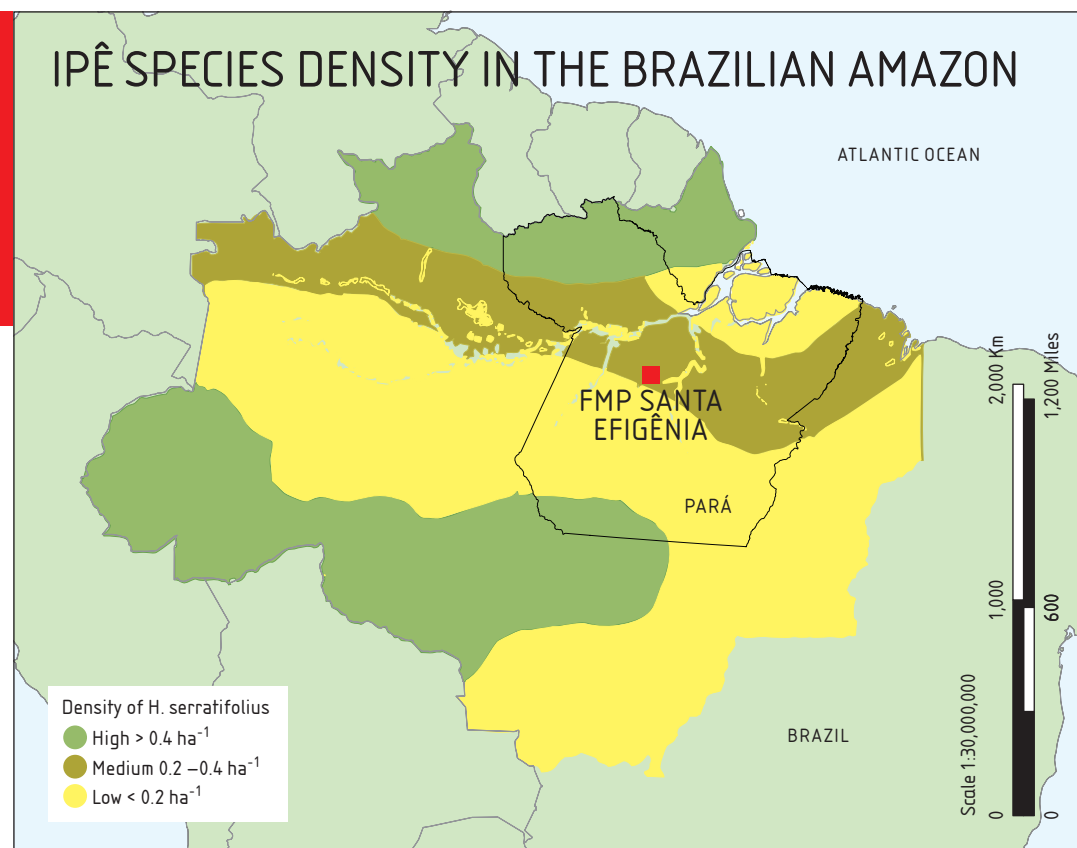 IPÊ SPECIES DENSITY IN THE BRAZILIAN AMAZON
ATLANTIC OCEAN
FMP SANTA
EFIGÊNIA
PARÁ
BRAZIL
Density of H. serratifolius
High > 0.4 ha⁻¹
Medium 0.2 –0.4 ha⁻¹
Low < 0.2 ha⁻¹
Scale 1:30,000,000
0
1,000
2,000 Km
0
600
1,200 Miles